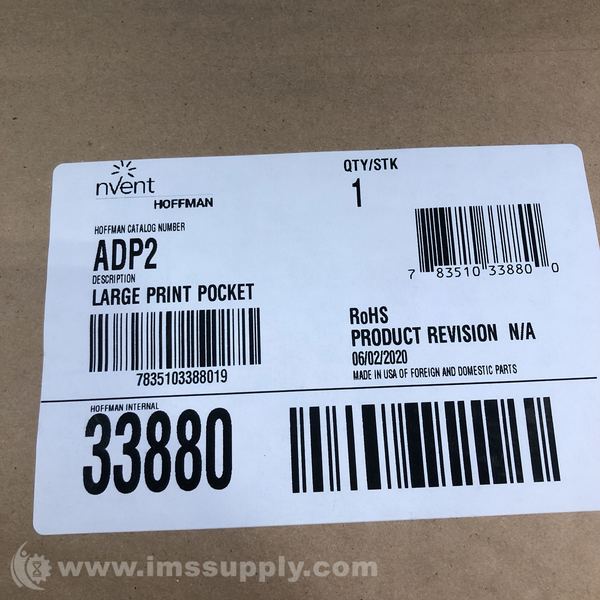 nVent
HOFFMAN
HOFFMAN CATALOG NUMBER
ADP2
DESCRIPTION
LARGE PRINT POCKET
7835103388019
QTY/STK
1
7 83510 33880 0
RoHS
PRODUCT REVISION N/A
06/02/2020
MADE IN USA OF FOREIGN AND DOMESTIC PARTS
HOFFMAN INTERNAL
33880
© www.imssupply.com/